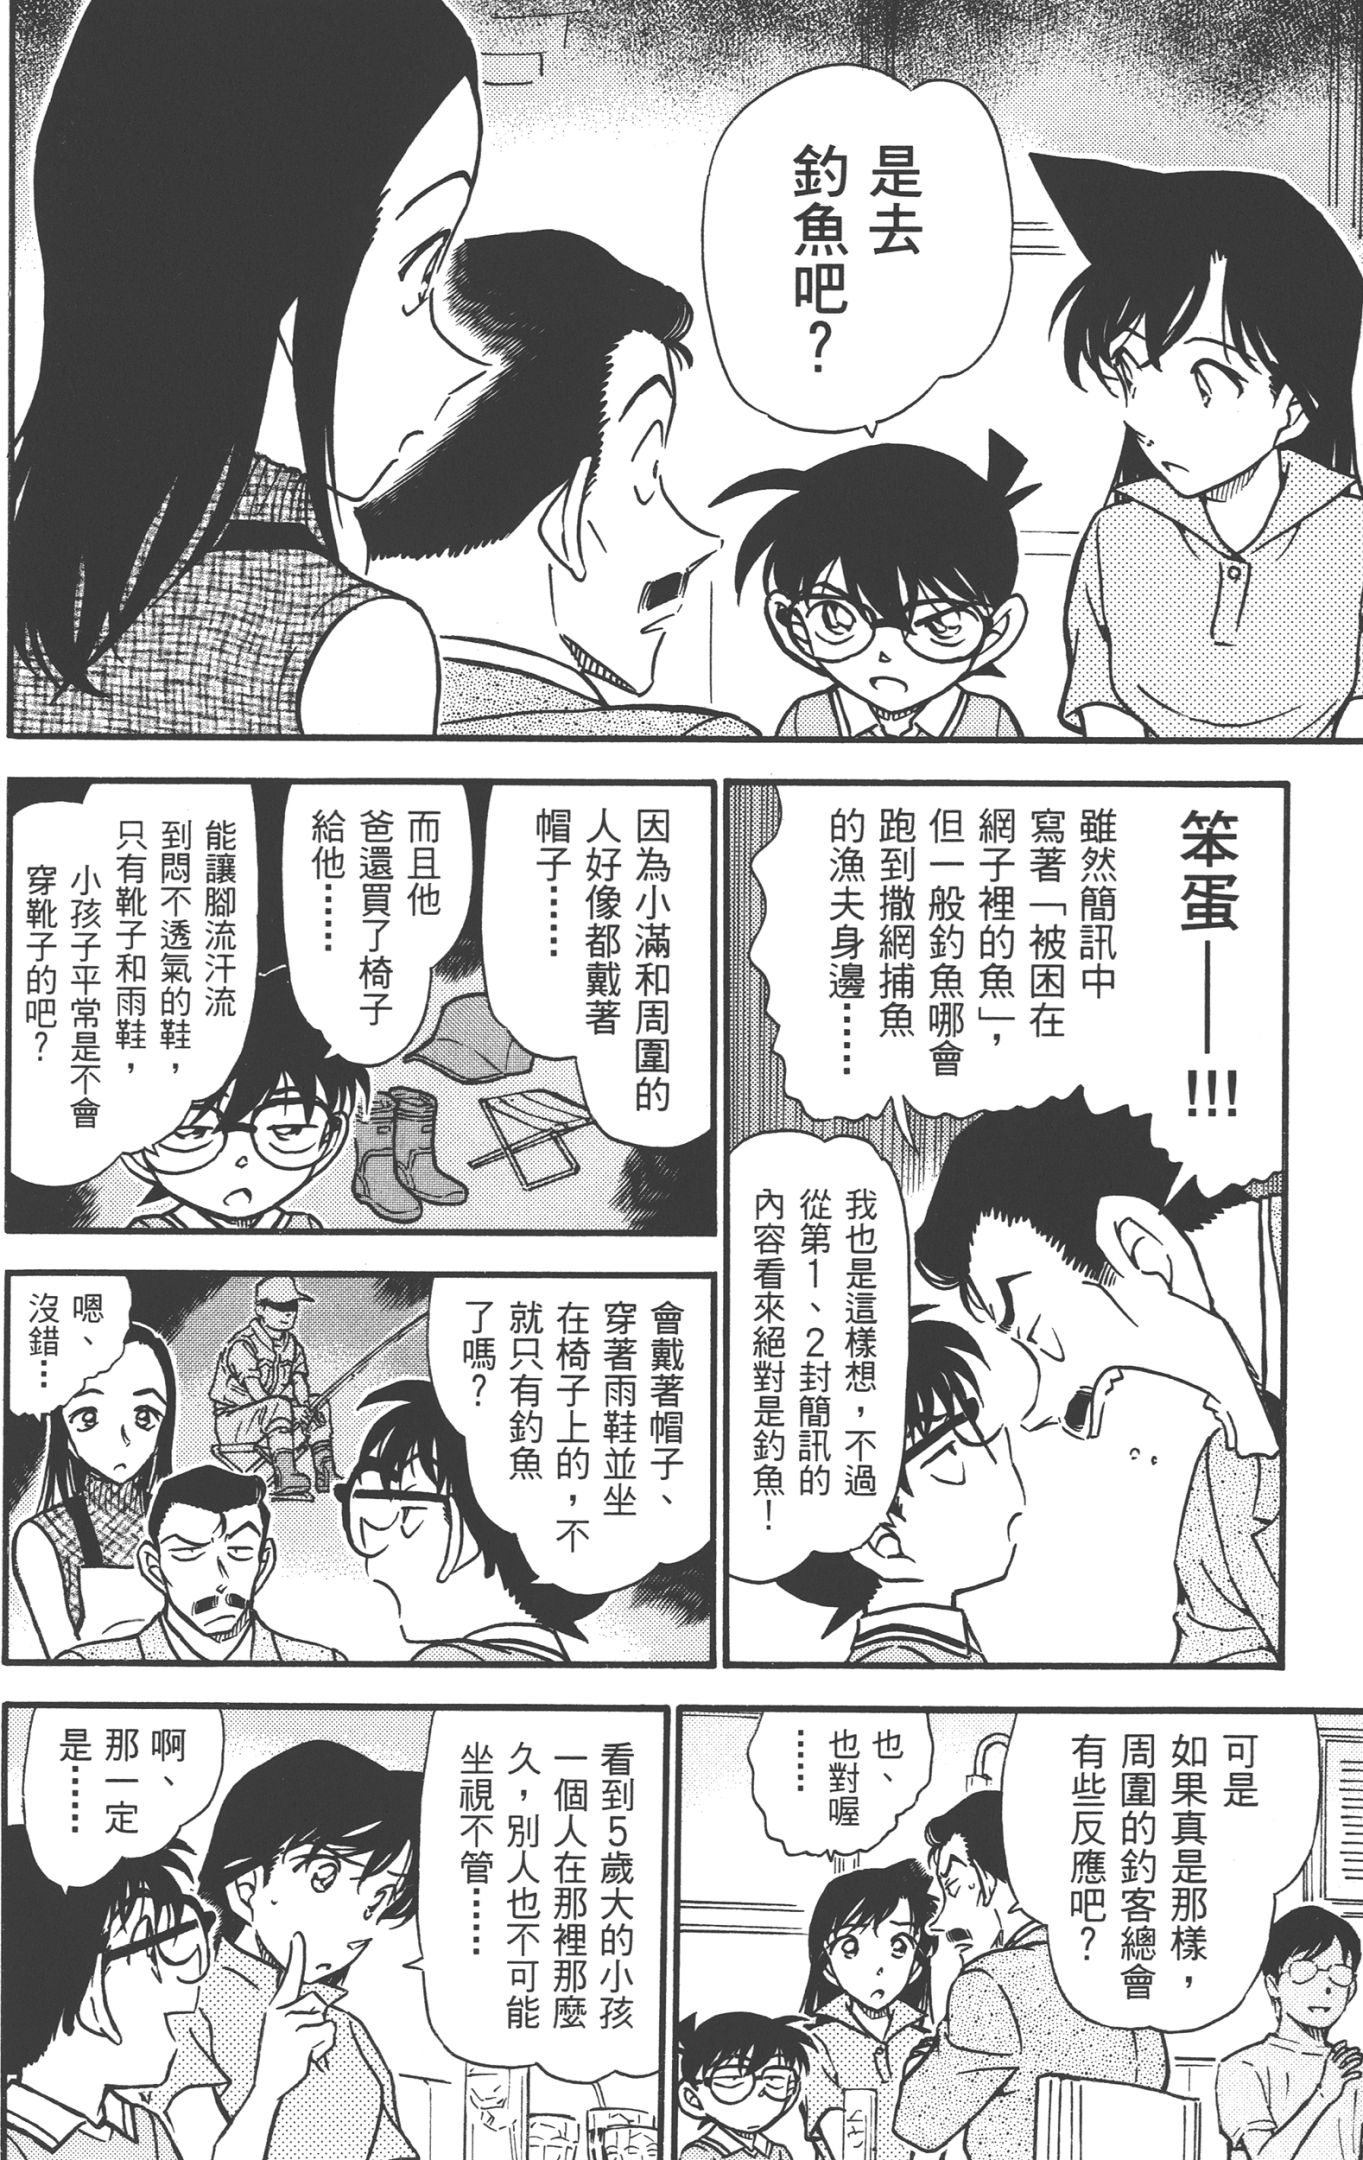 是去
釣魚吧？
笨蛋──!!!
雖然簡訊中
寫著「被困在
網子裡的魚」，
但一般釣魚哪會
跑到撒網捕魚
的漁夫身邊……
我也是這樣想，不過
從第1、2封簡訊的
內容看來絕對是釣魚！
因為小滿和周圍的
人好像都戴著
帽子……
而且他
爸還買了椅子
給他……
能讓腳流汗流
到悶不透氣的鞋，
只有靴子和雨鞋，
小孩子平常是不會
穿靴子的吧？
會戴著帽子、
穿著雨鞋並坐
在椅子上的，不
就只有釣魚
了嗎？
嗯、
沒錯…
可是
如果真是那樣，
周圍的釣客總會
有些反應吧？
也、
也對喔
……
看到5歲大的小孩
一個人在那裡那麼
久，別人也不可能
坐視不管……
啊、
那一定
是……